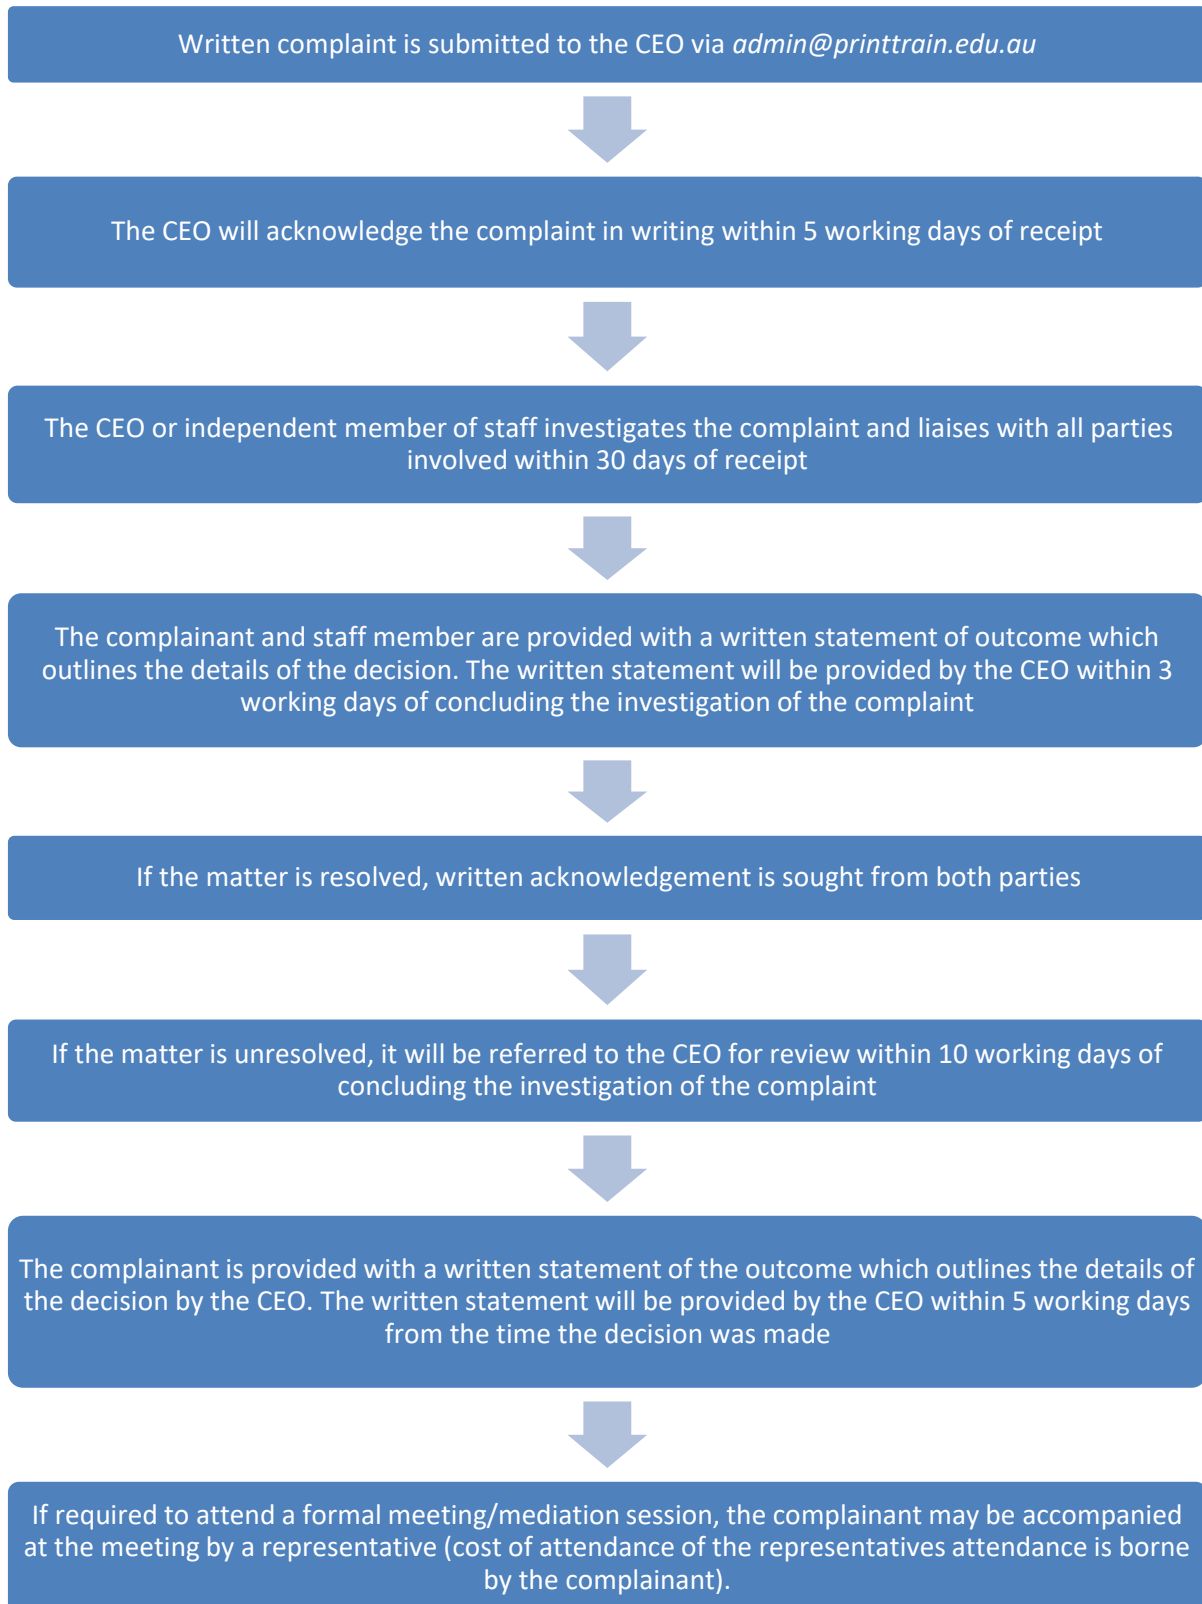 Written complaint is submitted to the CEO via admin@printtrain.edu.au
The CEO will acknowledge the complaint in writing within 5 working days of receipt
The CEO or independent member of staff investigates the complaint and liaises with all parties
involved within 30 days of receipt
The complainant and staff member are provided with a written statement of outcome which
outlines the details of the decision. The written statement will be provided by the CEO within 3
working days of concluding the investigation of the complaint
If the matter is resolved, written acknowledgement is sought from both parties
If the matter is unresolved, it will be referred to the CEO for review within 10 working days of
concluding the investigation of the complaint
The complainant is provided with a written statement of the outcome which outlines the details of
the decision by the CEO. The written statement will be provided by the CEO within 5 working days
from the time the decision was made
If required to attend a formal meeting/mediation session, the complainant may be accompanied
at the meeting by a representative (cost of attendance of the representatives attendance is borne
by the complainant).